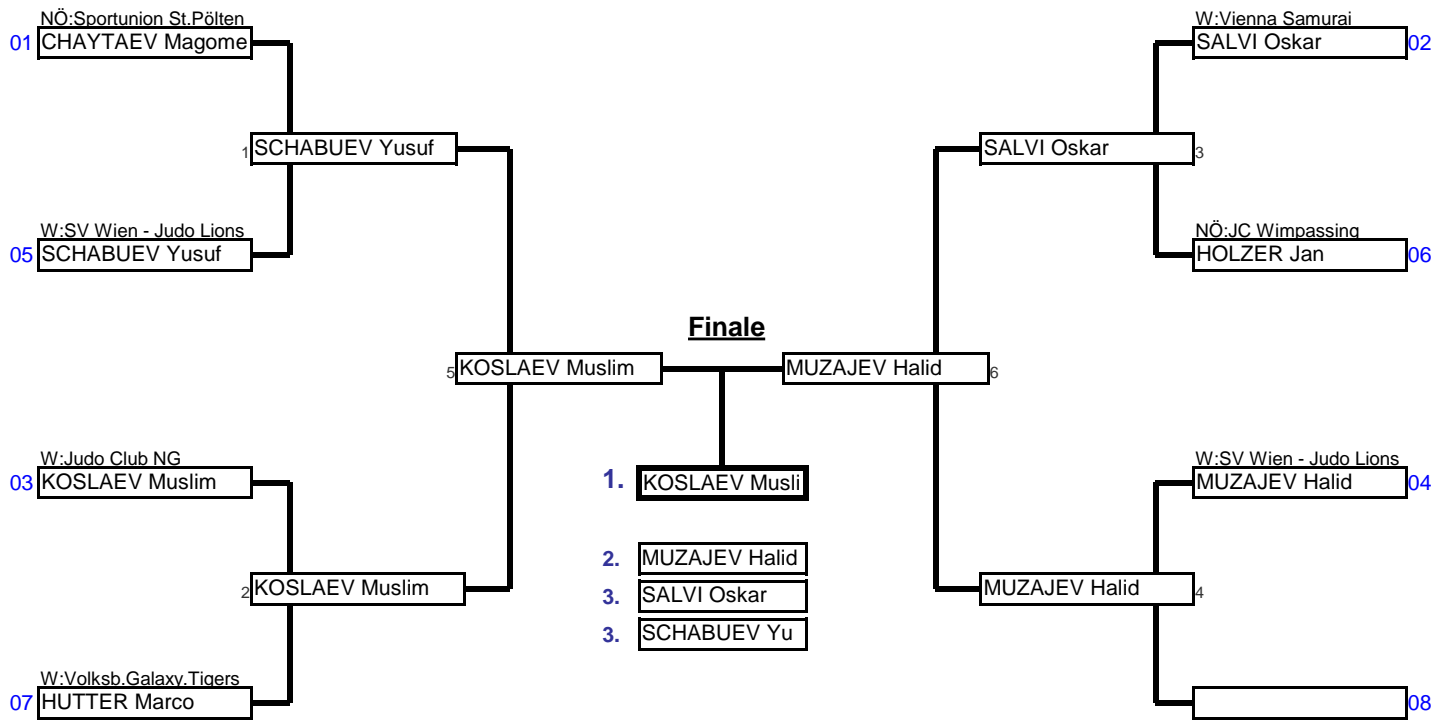 NÖ:Sportunion St.Pölten
01 CHAYTAEV Magome
W:Vienna Samurai
SALVI Oskar 02
1 SCHABUEV Yusuf
SALVI Oskar 3
W:SV Wien - Judo Lions
05 SCHABUEV Yusuf
NÖ:JC Wimpassing
HOLZER Jan 06
Finale
5 KOSLAEV Muslim
MUZAJEV Halid 6
W:Judo Club NG
03 KOSLAEV Muslim
1. KOSLAEV Musli
W:SV Wien - Judo Lions
MUZAJEV Halid 04
2. MUZAJEV Halid
3. SALVI Oskar
3. SCHABUEV Yu
2 KOSLAEV Muslim
MUZAJEV Halid 4
W:Volksb.Galaxy.Tigers
07 HUTTER Marco
08